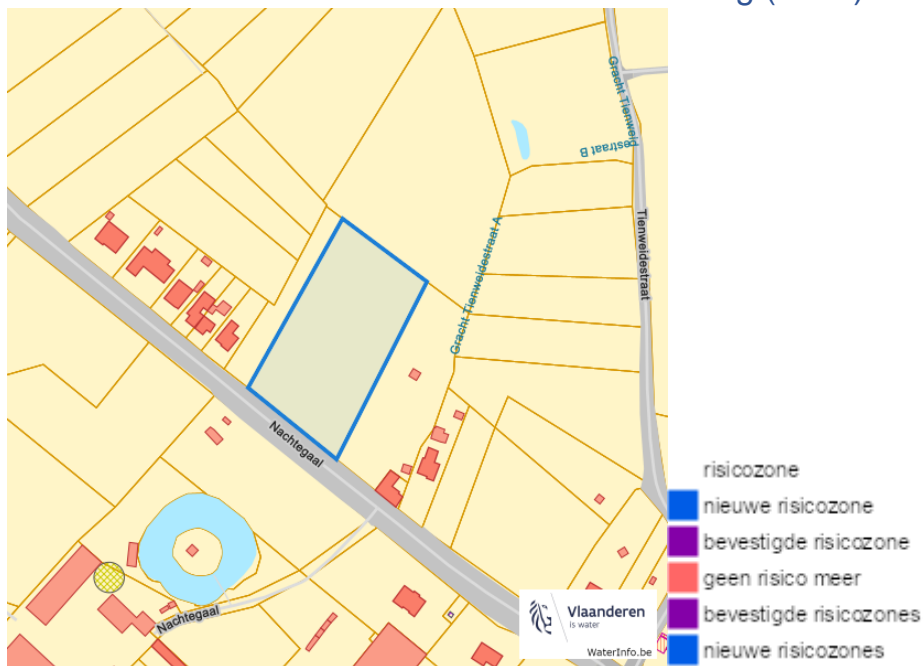 Gracht Tienweid
estraat B
Tienweidestraat
Gracht Tienweidestraat A
Nachtegaal
Nachtegaal
Vlaanderen
is water
WaterInfo.be
risicozone
nieuwe risicozone
bevestigde risicozone
geen risico meer
bevestigde risicozones
nieuwe risicozones